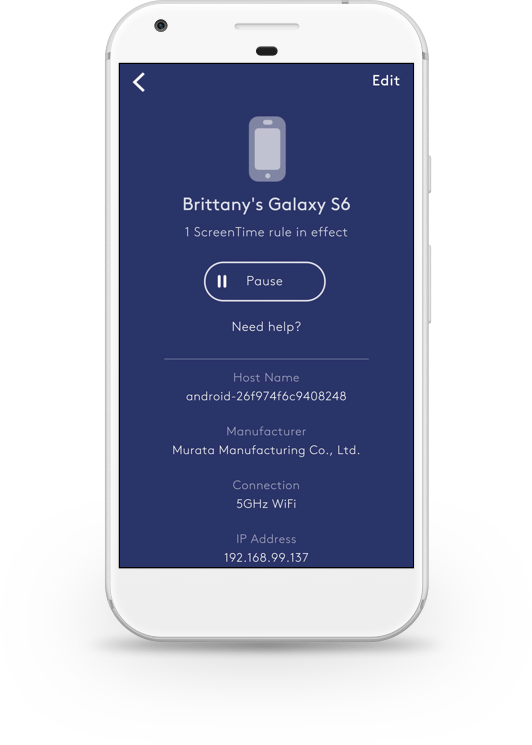 Edit
Brittany's Galaxy S6
1 ScreenTime rule in effect
Pause
Need help?
Host Name
android-26f974f6c9408248
Manufacturer
Murata Manufacturing Co., Ltd.
Connection
5GHz WiFi
IP Address
192.168.99.137